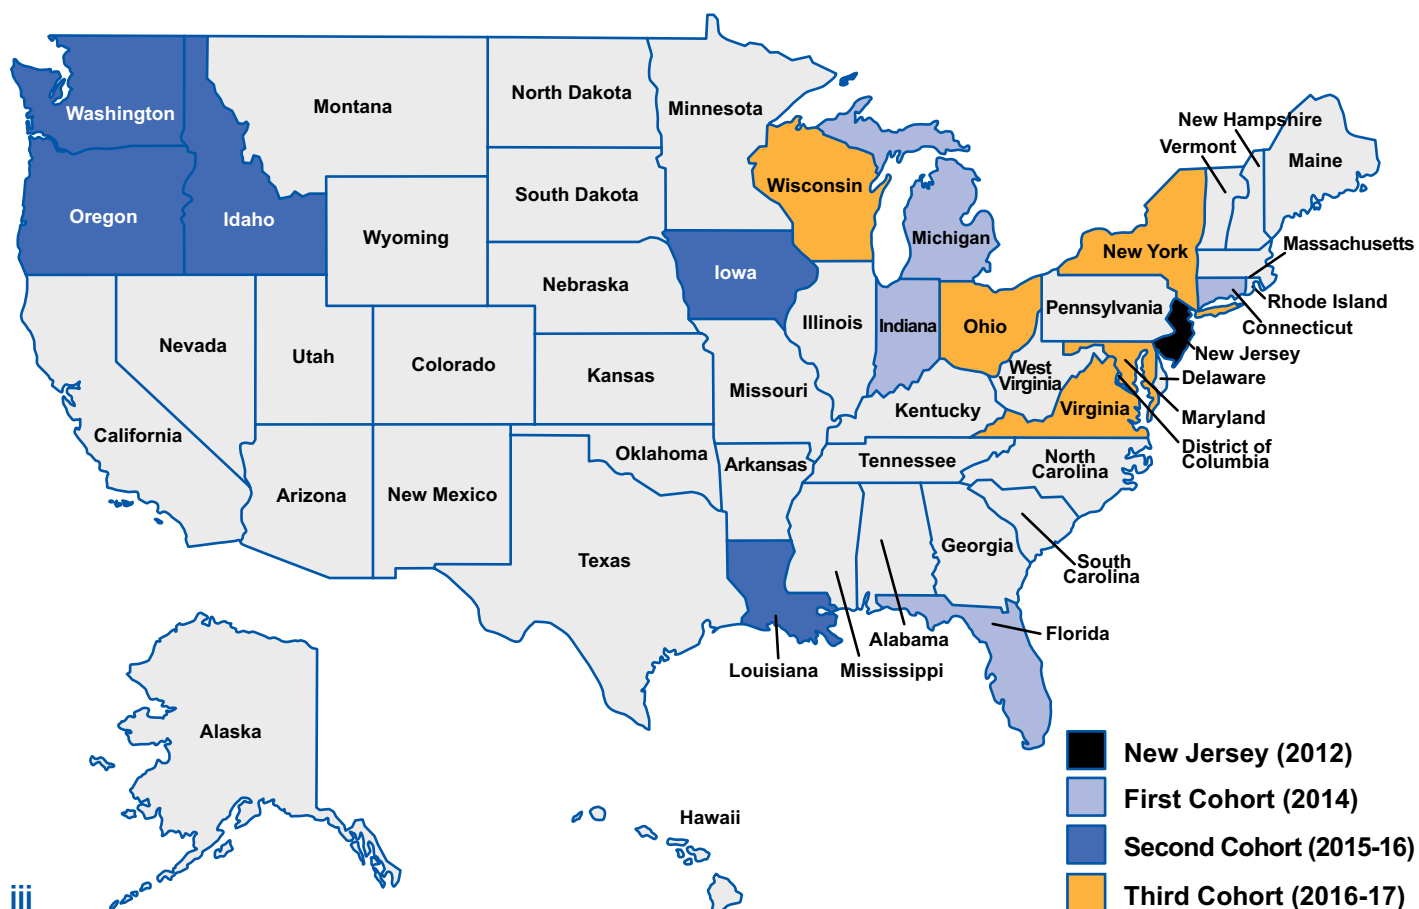 Washington
Montana
North Dakota
Minnesota
New Hampshire
Vermont
Maine
Oregon
Idaho
Wyoming
South Dakota
Wisconsin
Michigan
New York
Massachusetts
Rhode Island
Connecticut
Nebraska
Iowa
Illinois
Indiana
Ohio
Pennsylvania
New Jersey
Nevada
Utah
Colorado
Kansas
Missouri
West
Virginia
Virginia
Delaware
Maryland
District of
Columbia
California
Kentucky
Arizona
New Mexico
Oklahoma
Arkansas
Tennessee
North
Carolina
Texas
Georgia
South
Carolina
Louisiana
Mississippi
Alabama
Florida
Alaska
Hawaii
New Jersey (2012)
First Cohort (2014)
Second Cohort (2015-16)
Third Cohort (2016-17)
iii